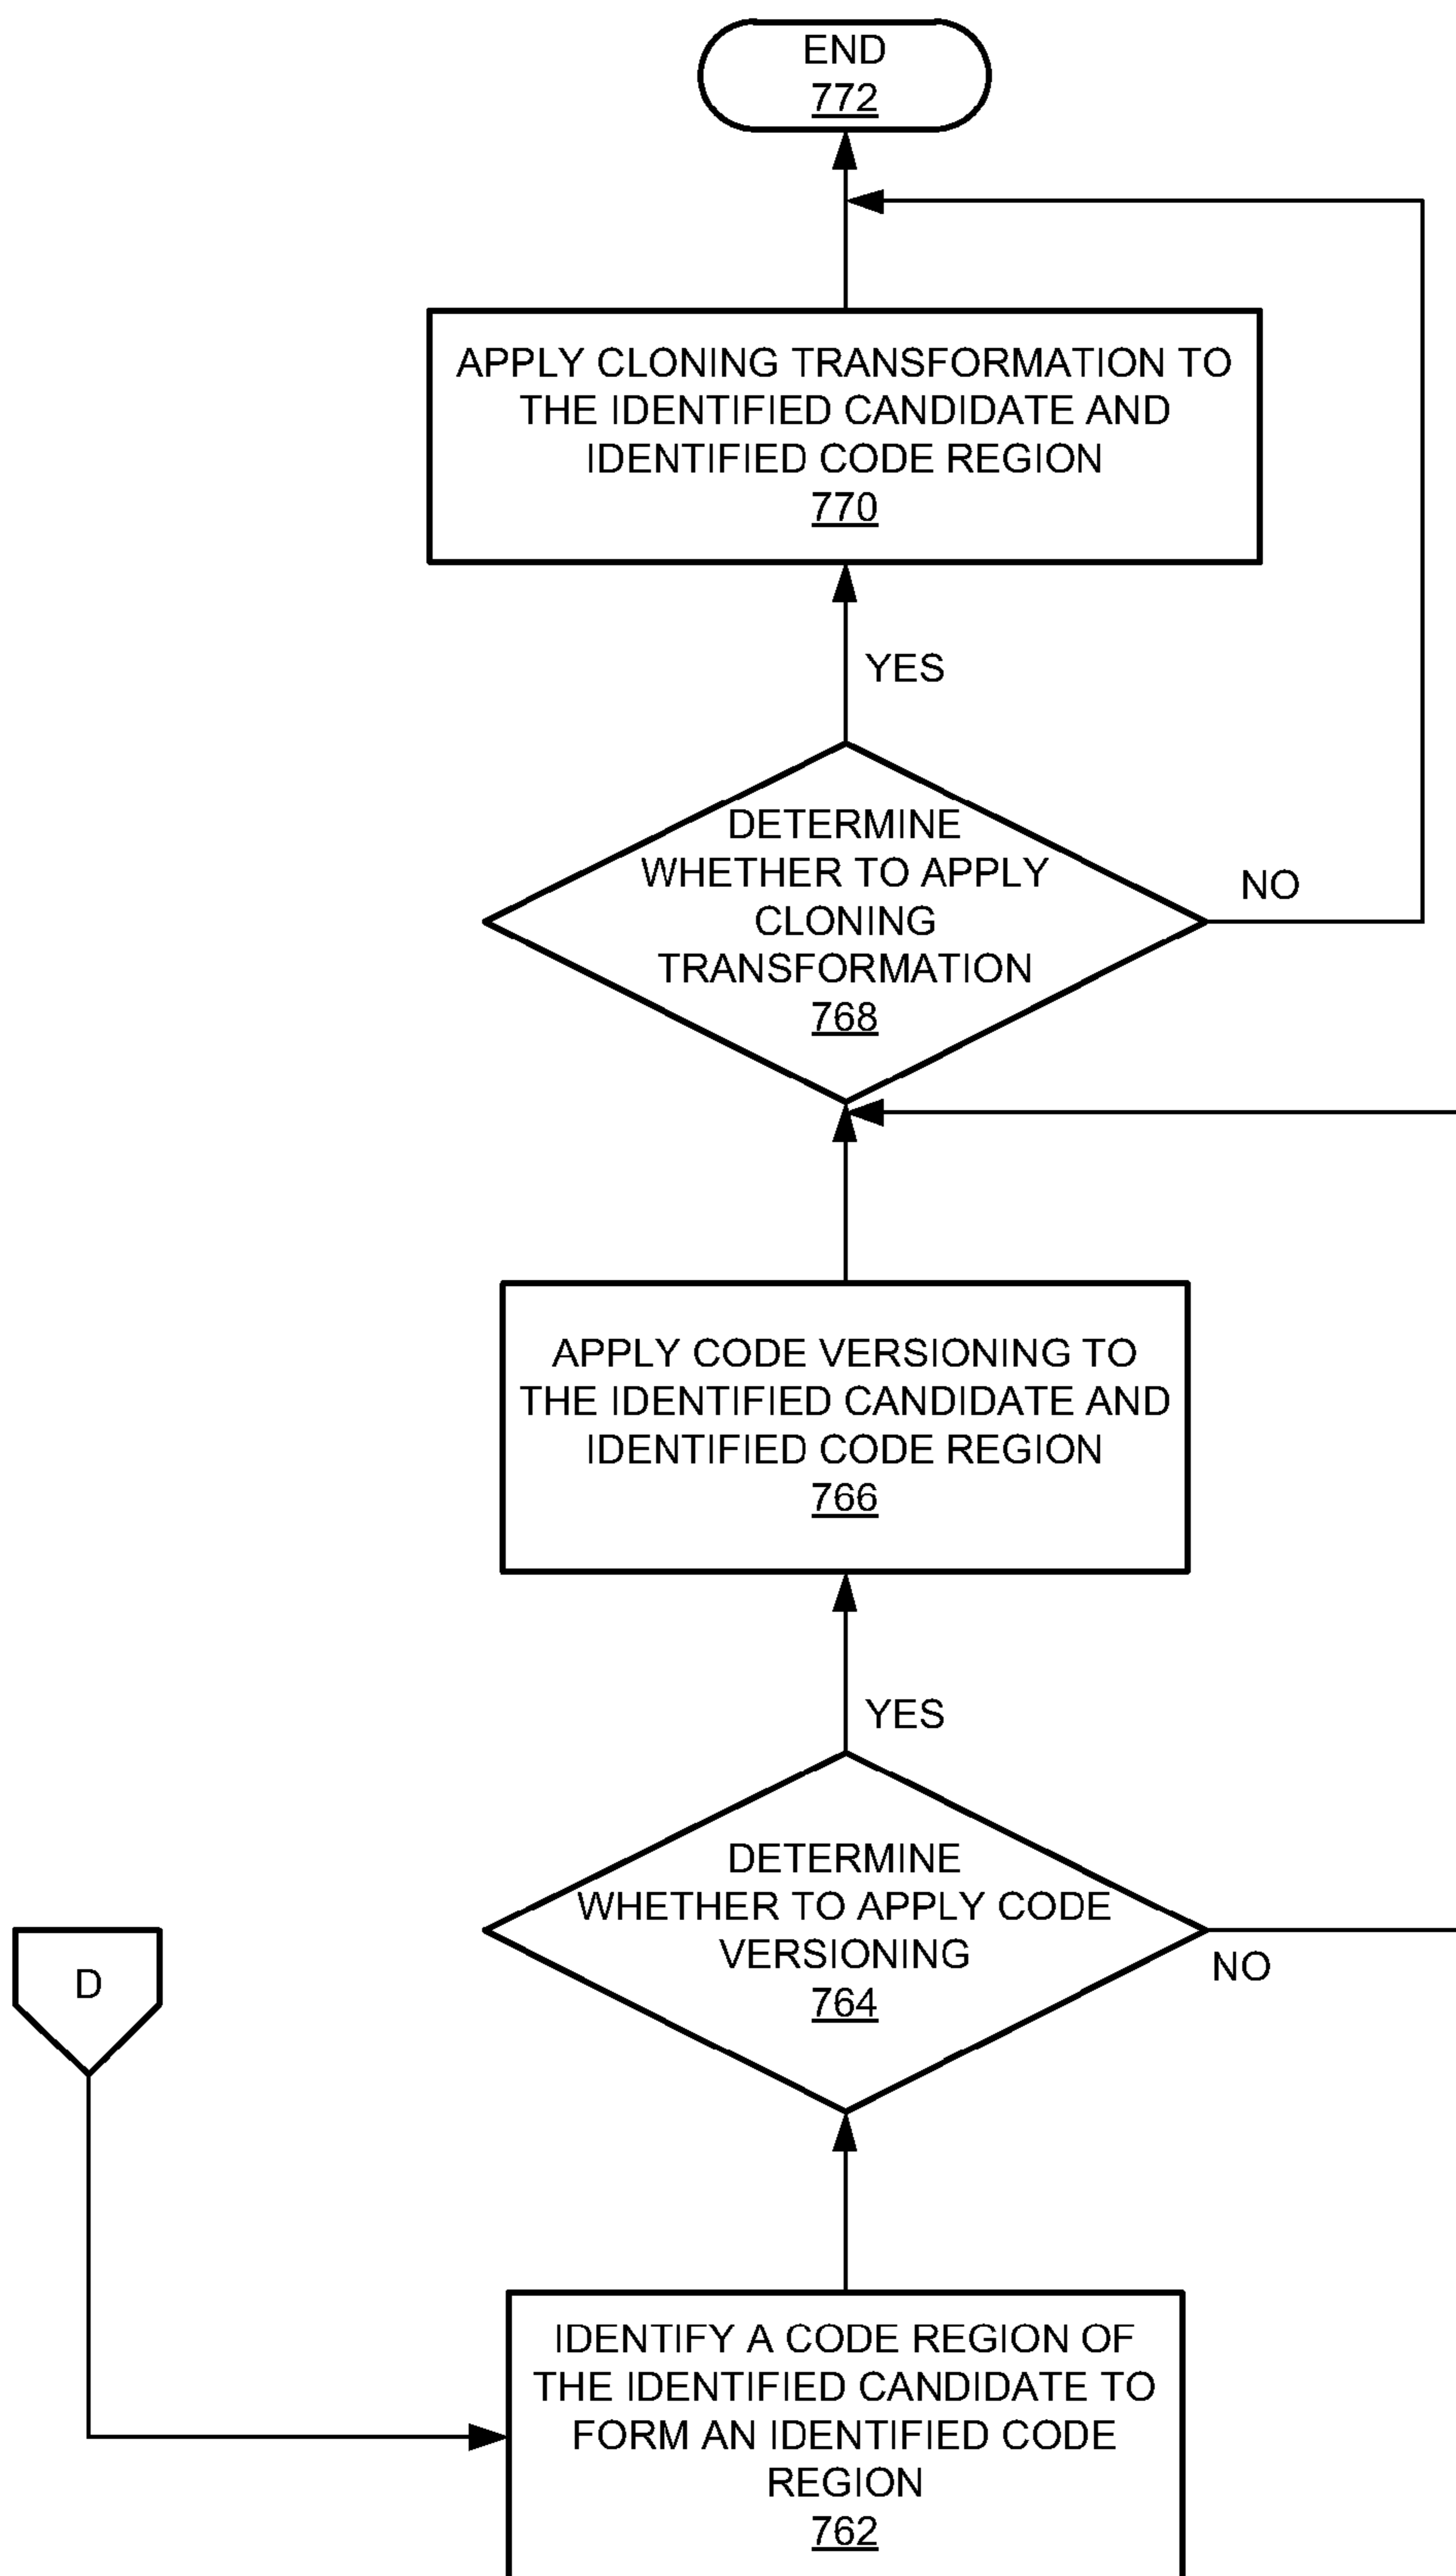 END
772
APPLY CLONING TRANSFORMATION TO
THE IDENTIFIED CANDIDATE AND
IDENTIFIED CODE REGION
770
YES
DETERMINE
WHETHER TO APPLY
CLONING
TRANSFORMATION
768
NO
APPLY CODE VERSIONING TO
THE IDENTIFIED CANDIDATE AND
IDENTIFIED CODE REGION
766
YES
DETERMINE
WHETHER TO APPLY CODE
VERSIONING
764
NO
D
IDENTIFY A CODE REGION OF
THE IDENTIFIED CANDIDATE TO
FORM AN IDENTIFIED CODE
REGION
762